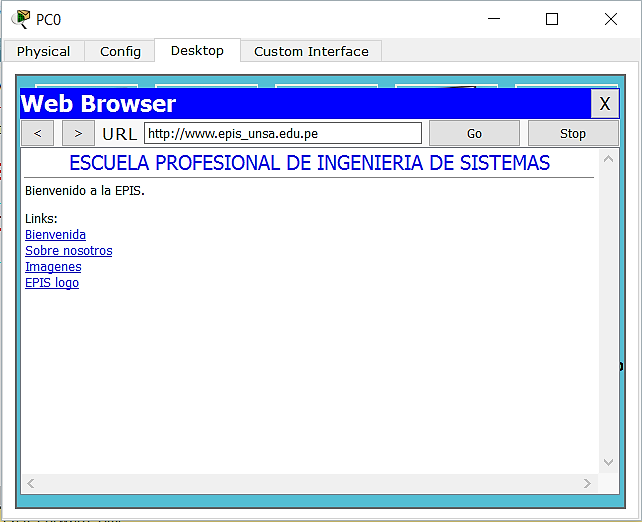 PC0
Physical Config Desktop Custom Interface
Web Browser X
< > URL http://www.epis_unsa.edu.pe Go Stop
ESCUELA PROFESIONAL DE INGENIERIA DE SISTEMAS
Bienvenido a la EPIS.
Links:
Bienvenida
Sobre nosotros
Imagenes
EPIS logo